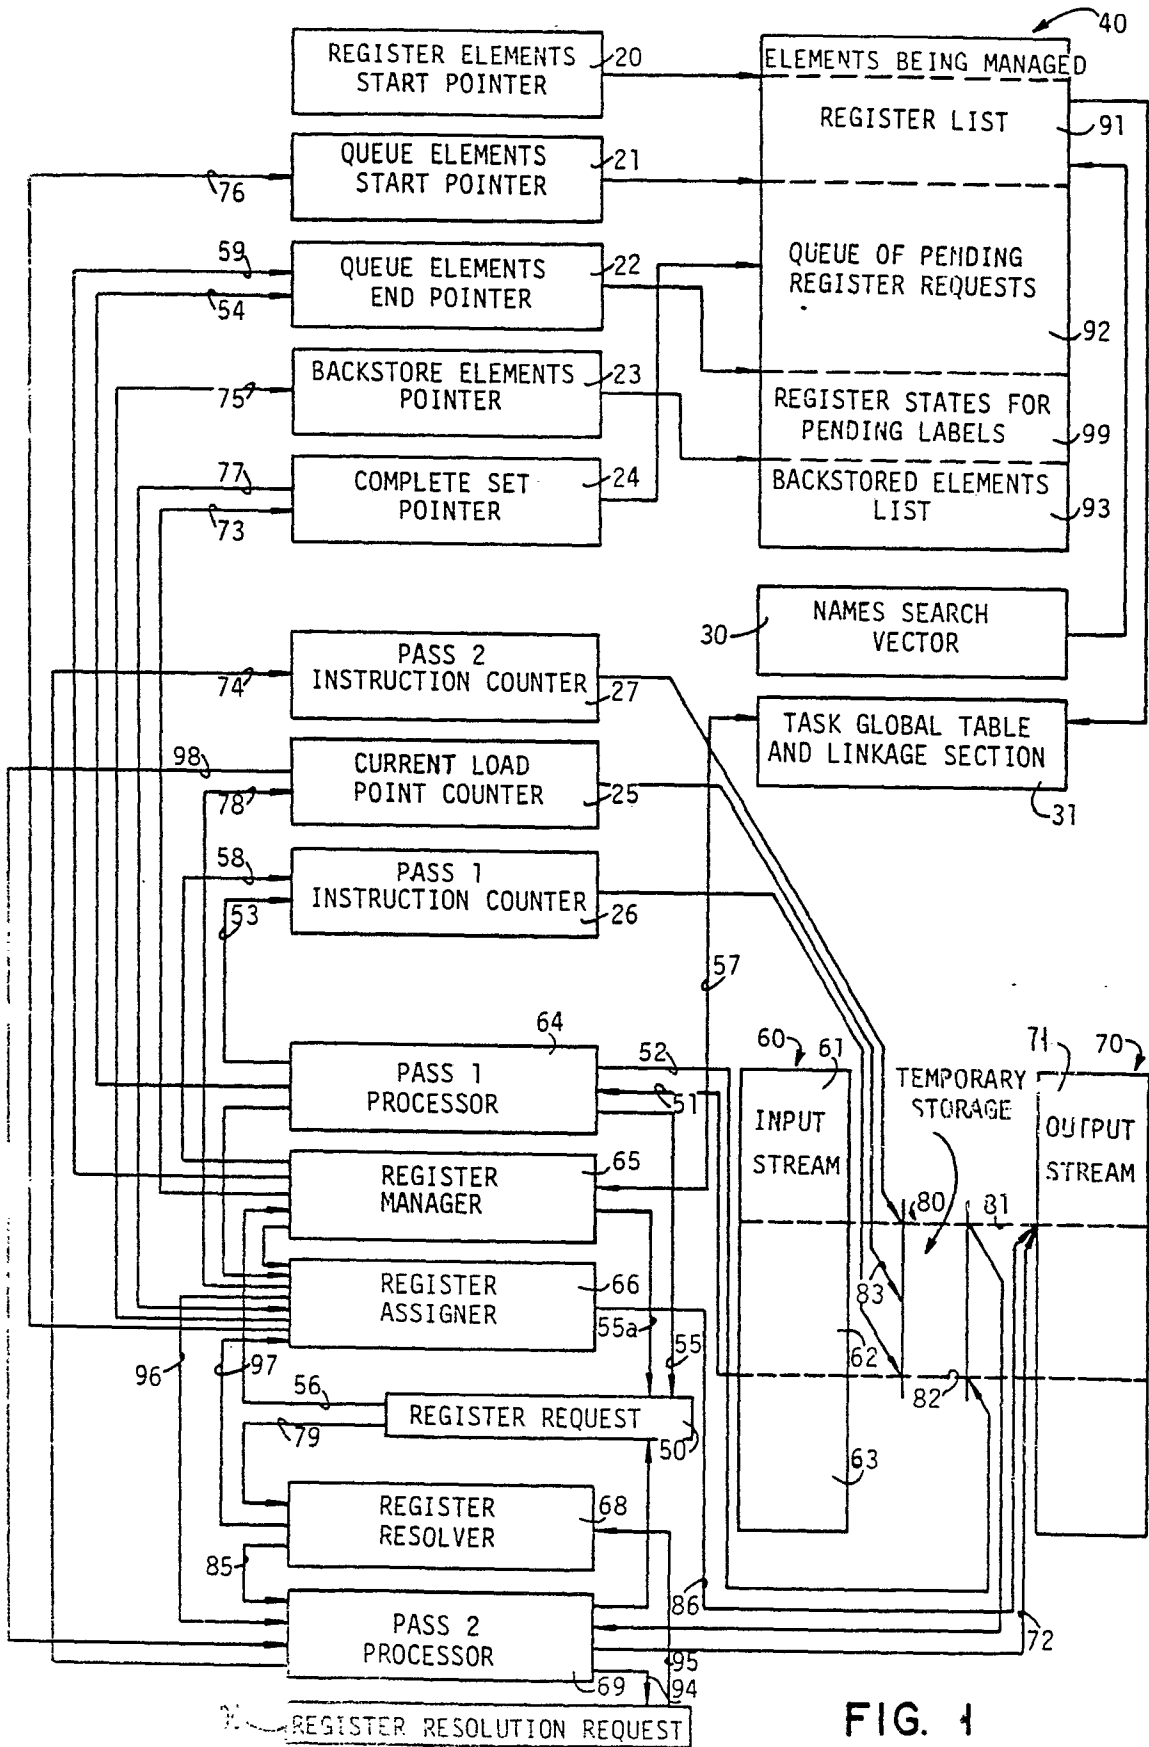 40
REGISTER ELEMENTS
START POINTER
20
ELEMENTS BEING MANAGED
REGISTER LIST
91
QUEUE ELEMENTS
START POINTER
21
76
QUEUE OF PENDING
REGISTER REQUESTS
92
59
54
QUEUE ELEMENTS
END POINTER
22
75
BACKSTORE ELEMENTS
POINTER
23
REGISTER STATES FOR
PENDING LABELS
99
77
73
COMPLETE SET
POINTER
24
BACKSTORED ELEMENTS
LIST
93
30
NAMES SEARCH
VECTOR
74
PASS 2
INSTRUCTION COUNTER
27
TASK GLOBAL TABLE
AND LINKAGE SECTION
31
98
78
CURRENT LOAD
POINT COUNTER
25
58
53
PASS 1
INSTRUCTION COUNTER
26
57
64
PASS 1
PROCESSOR
52
51
60
61
INPUT
STREAM
TEMPORARY
STORAGE
71
70
OUTPUT
STREAM
REGISTER
MANAGER
65
80
81
REGISTER
ASSIGNER
66
83
55a
55
62
82
96
97
56
79
REGISTER REQUEST
50
63
REGISTER
RESOLVER
68
85
86
PASS 2
PROCESSOR
69
72
95
94
REGISTER RESOLUTION REQUEST
FIG. 1